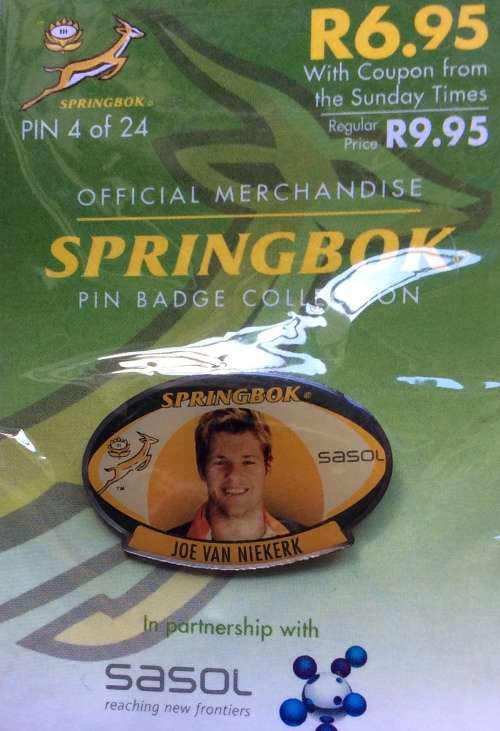 SPRINGBOK®
PIN 4 of 24
R6.95
With Coupon from
the Sunday Times
Regular
Price R9.95
OFFICIAL MERCHANDISE
SPRINGBOK
PIN BADGE COLLECTION
SPRINGBOK®
TM
sasol
JOE VAN NIEKERK
In partnership with
sasol
reaching new frontiers